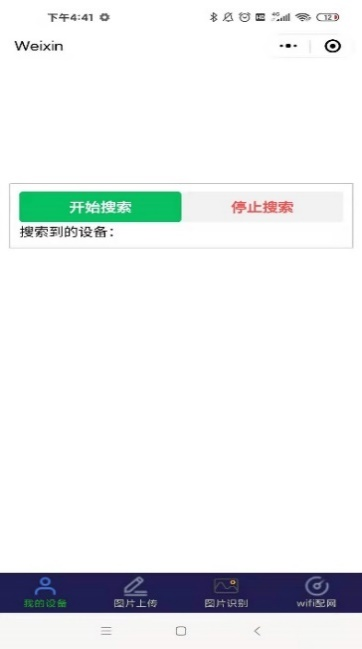 下午4:41
12
Weixin
开始搜索
停止搜索
搜索到的设备：
我的设备
图片上传
图片识别
wifi配网